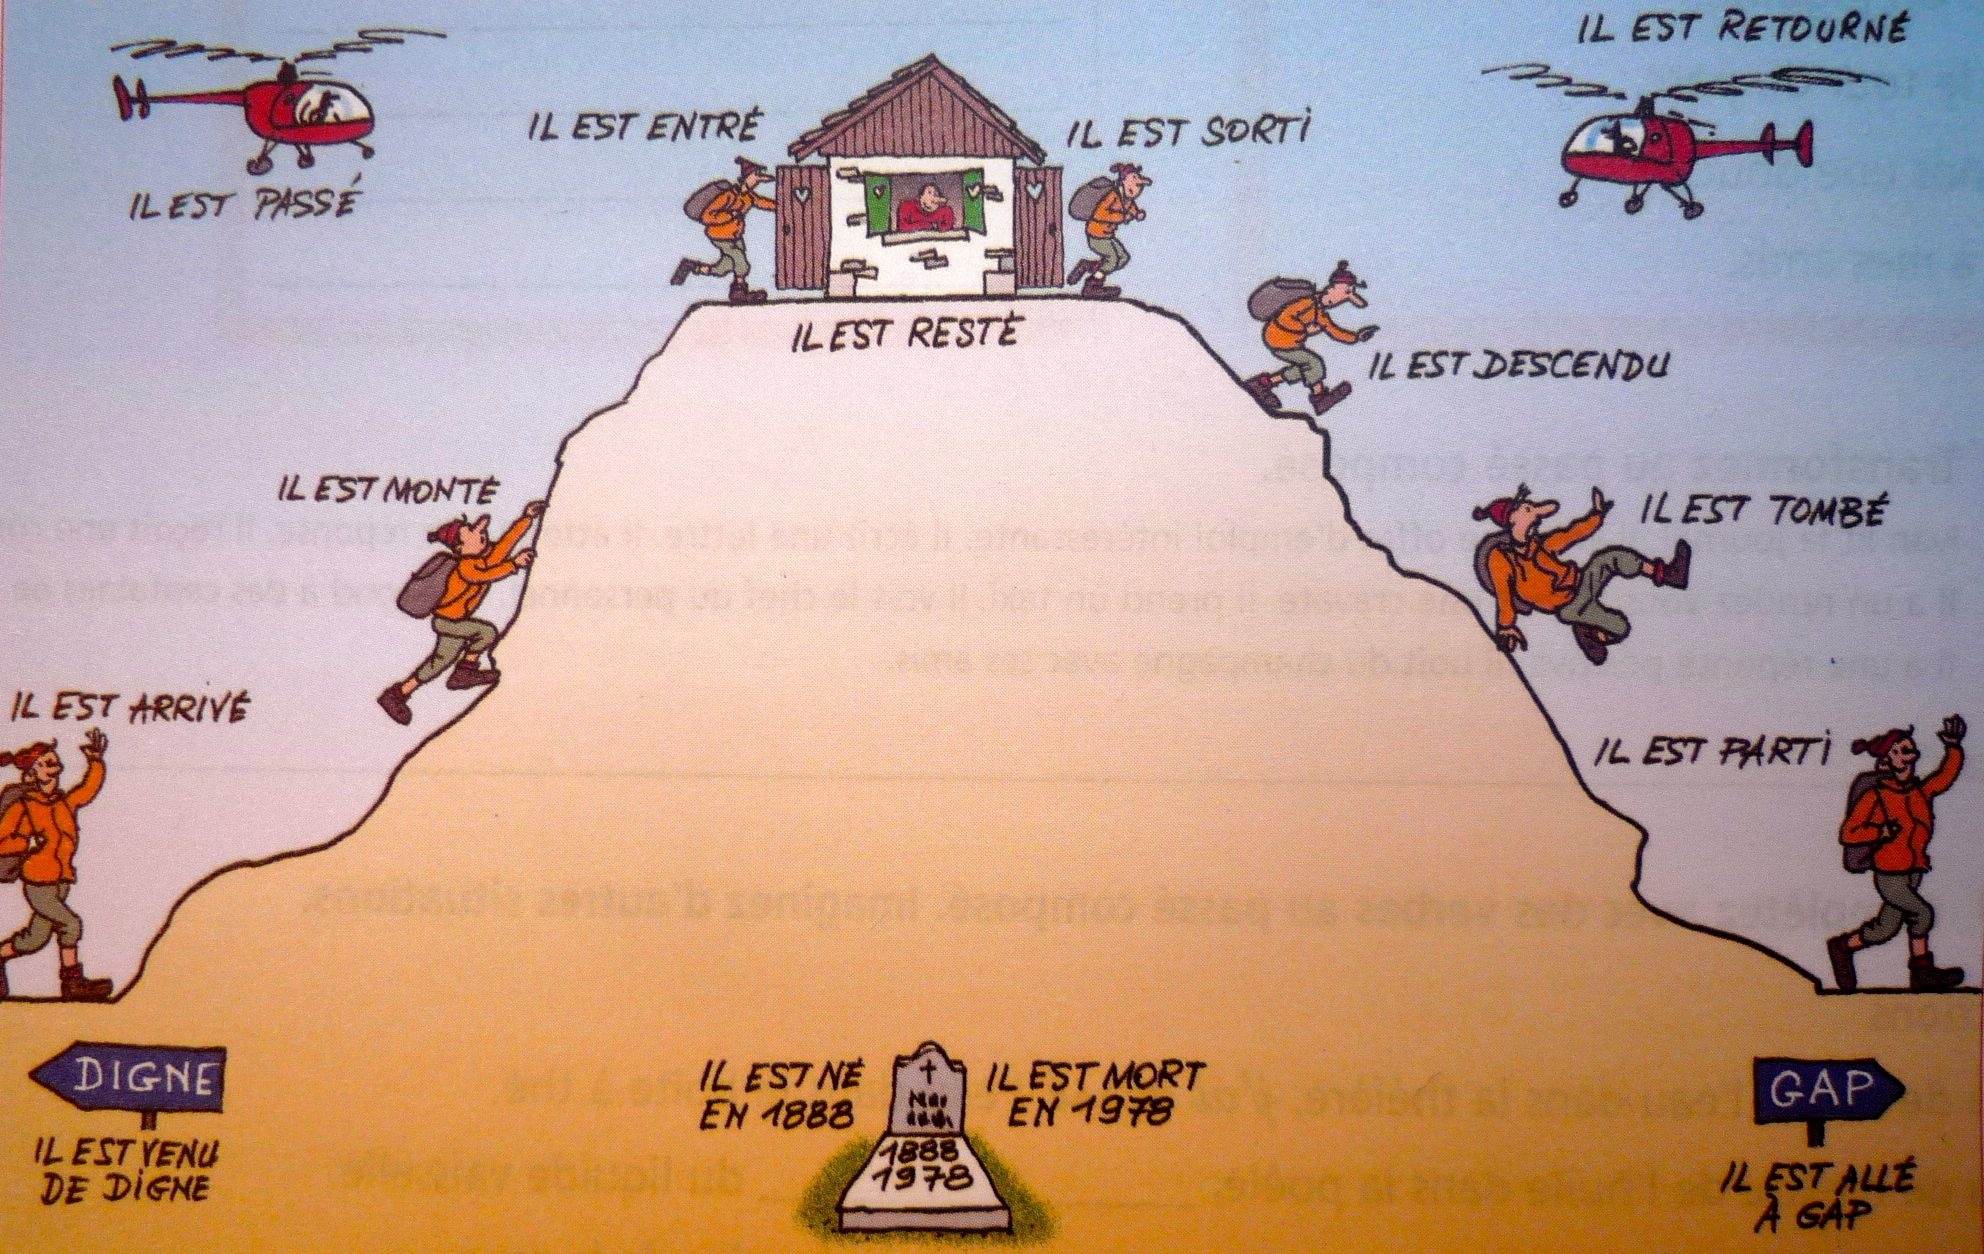 IL EST RETOURNÉ
IL EST ENTRÉ
IL EST SORTI
IL EST PASSÉ
IL EST RESTÉ
IL EST DESCENDU
IL EST MONTÉ
IL EST TOMBÉ
IL EST ARRIVÉ
IL EST PARTI
DIGNE
IL EST VENU
DE DIGNE
IL EST NÉ
EN 1888
1888
1978
IL EST MORT
EN 1978
GAP
IL EST ALLÉ
À GAP